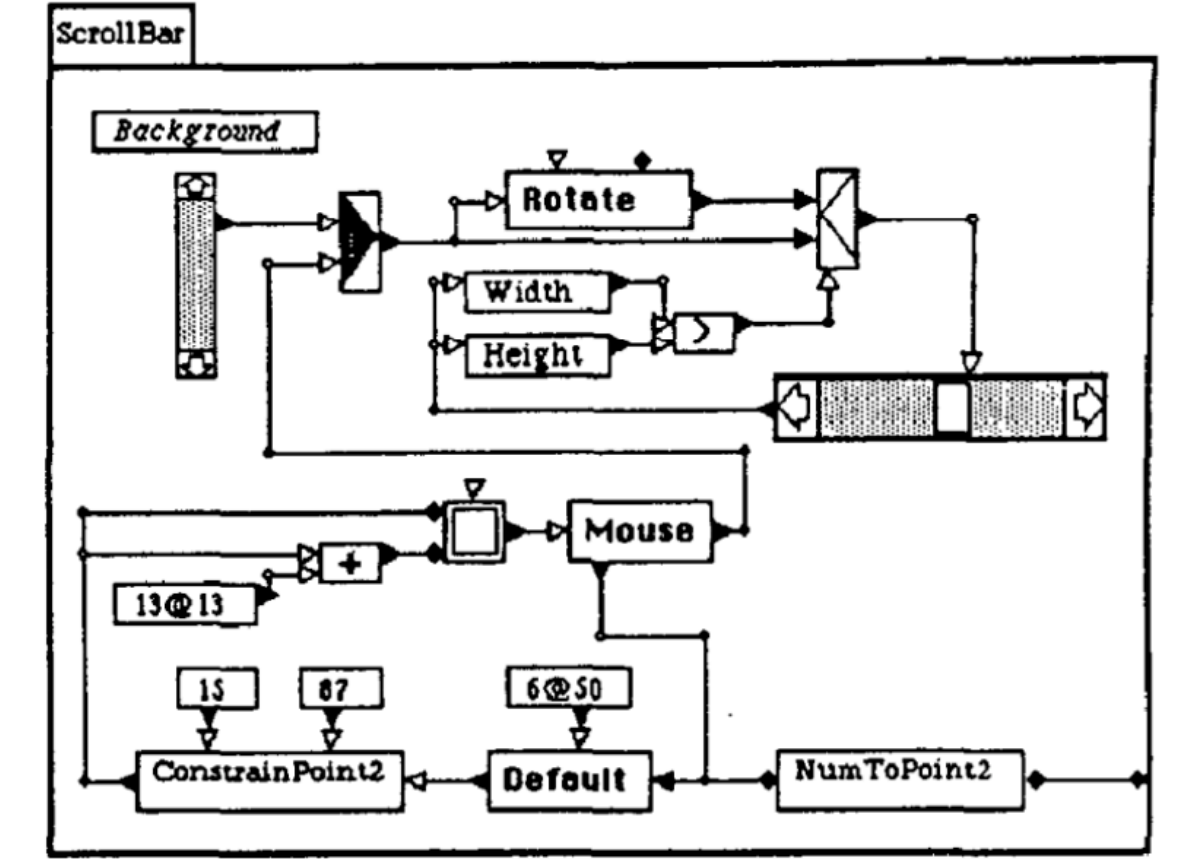 ScrollBar
Background
Rotate
Width
>
Height
Mouse
+
13@13
15
87
6@50
ConstrainPoint2
Default
NumToPoint2